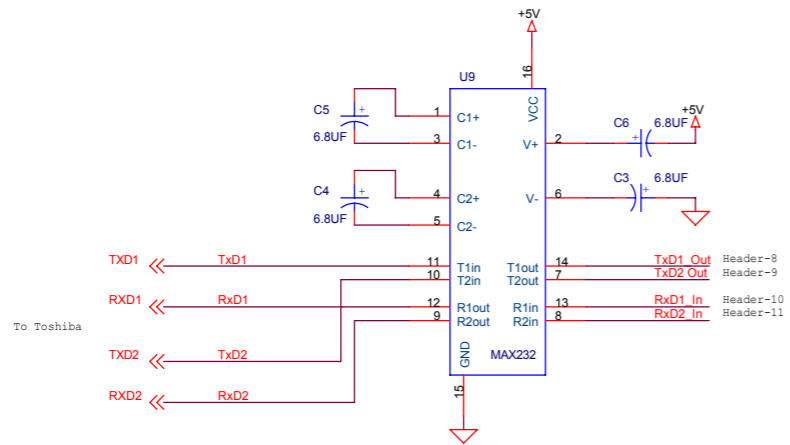 +5V
U9
16
VCC
C5
+
6.8UF
1
C1+
3
C1-
C6
6.8UF
+5V
2
V+
+
C4
+
6.8UF
4
C2+
5
C2-
C3
6.8UF
6
V-
+
TXD1 TxD1 11 T1in T1out 14 TxD1_Out Header-8
10 T2in T2out 7 TxD2 Out Header-9
RXD1 RxD1 12 R1out R1in 13 RxD1_In Header-10
9 R2out R2in 8 RxD2_In Header-11
To Toshiba
TXD2 TxD2
GND
MAX232
15
RXD2 RxD2